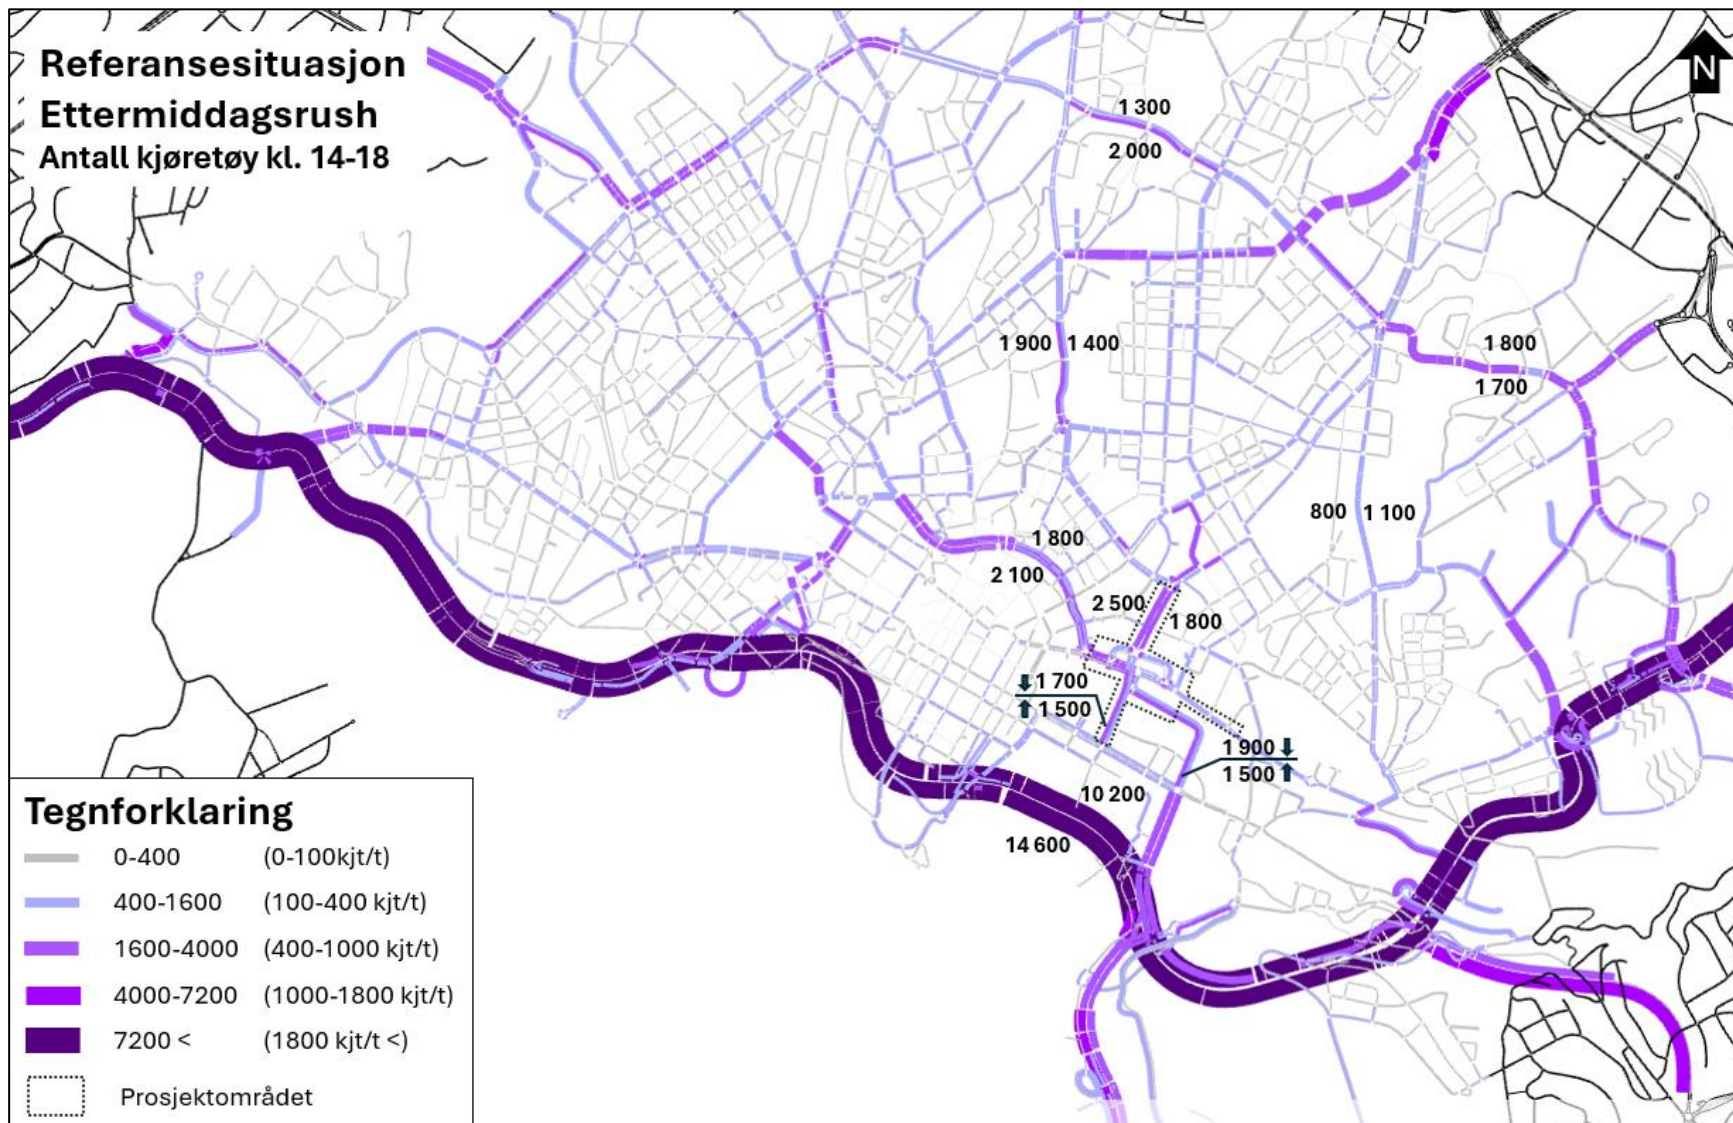 Referansesituasjon
Ettermiddagsrush
Antall kjøretøy kl. 14-18
N
1 300
2 000
1 900 1 400
1 800
1 700
800 1 100
1 800
2 100
2 500
1 800
1 700
1 500
1 900
1 500
10 200
14 600
Tegnforklaring
0-400 (0-100kjt/t)
400-1600 (100-400 kjt/t)
1600-4000 (400-1000 kjt/t)
4000-7200 (1000-1800 kjt/t)
7200 < (1800 kjt/t <)
Prosjektområdet